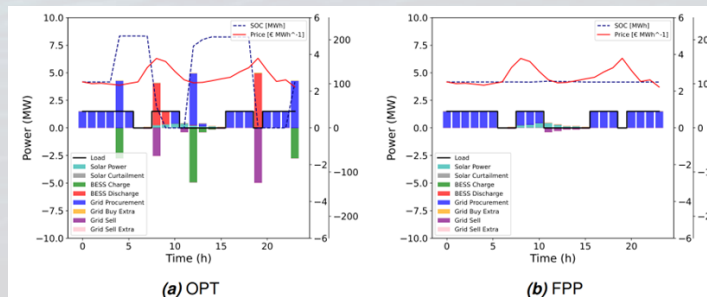 10.0
7.5
5.0
2.5
0.0
−2.5
−5.0
−7.5
−10.0
Power (MW)
SOC [MWh]
Price [€ MWh^-1]
Load
Solar Power
Solar Curtailment
BESS Charge
BESS Discharge
Grid Procurement
Grid Buy Extra
Grid Sell
Grid Sell Extra
0 5 10 15 20
Time (h)
6
4
2
0
−2
−4
−6
200
100
0
−100
−200
(a) OPT
10.0
7.5
5.0
2.5
0.0
−2.5
−5.0
−7.5
−10.0
Power (MW)
SOC [MWh]
Price [€ MWh^-1]
Load
Solar Power
Solar Curtailment
BESS Charge
BESS Discharge
Grid Procurement
Grid Buy Extra
Grid Sell
Grid Sell Extra
0 5 10 15 20
Time (h)
6
4
2
0
−2
−4
−6
200
100
0
−100
−200
(b) FPP